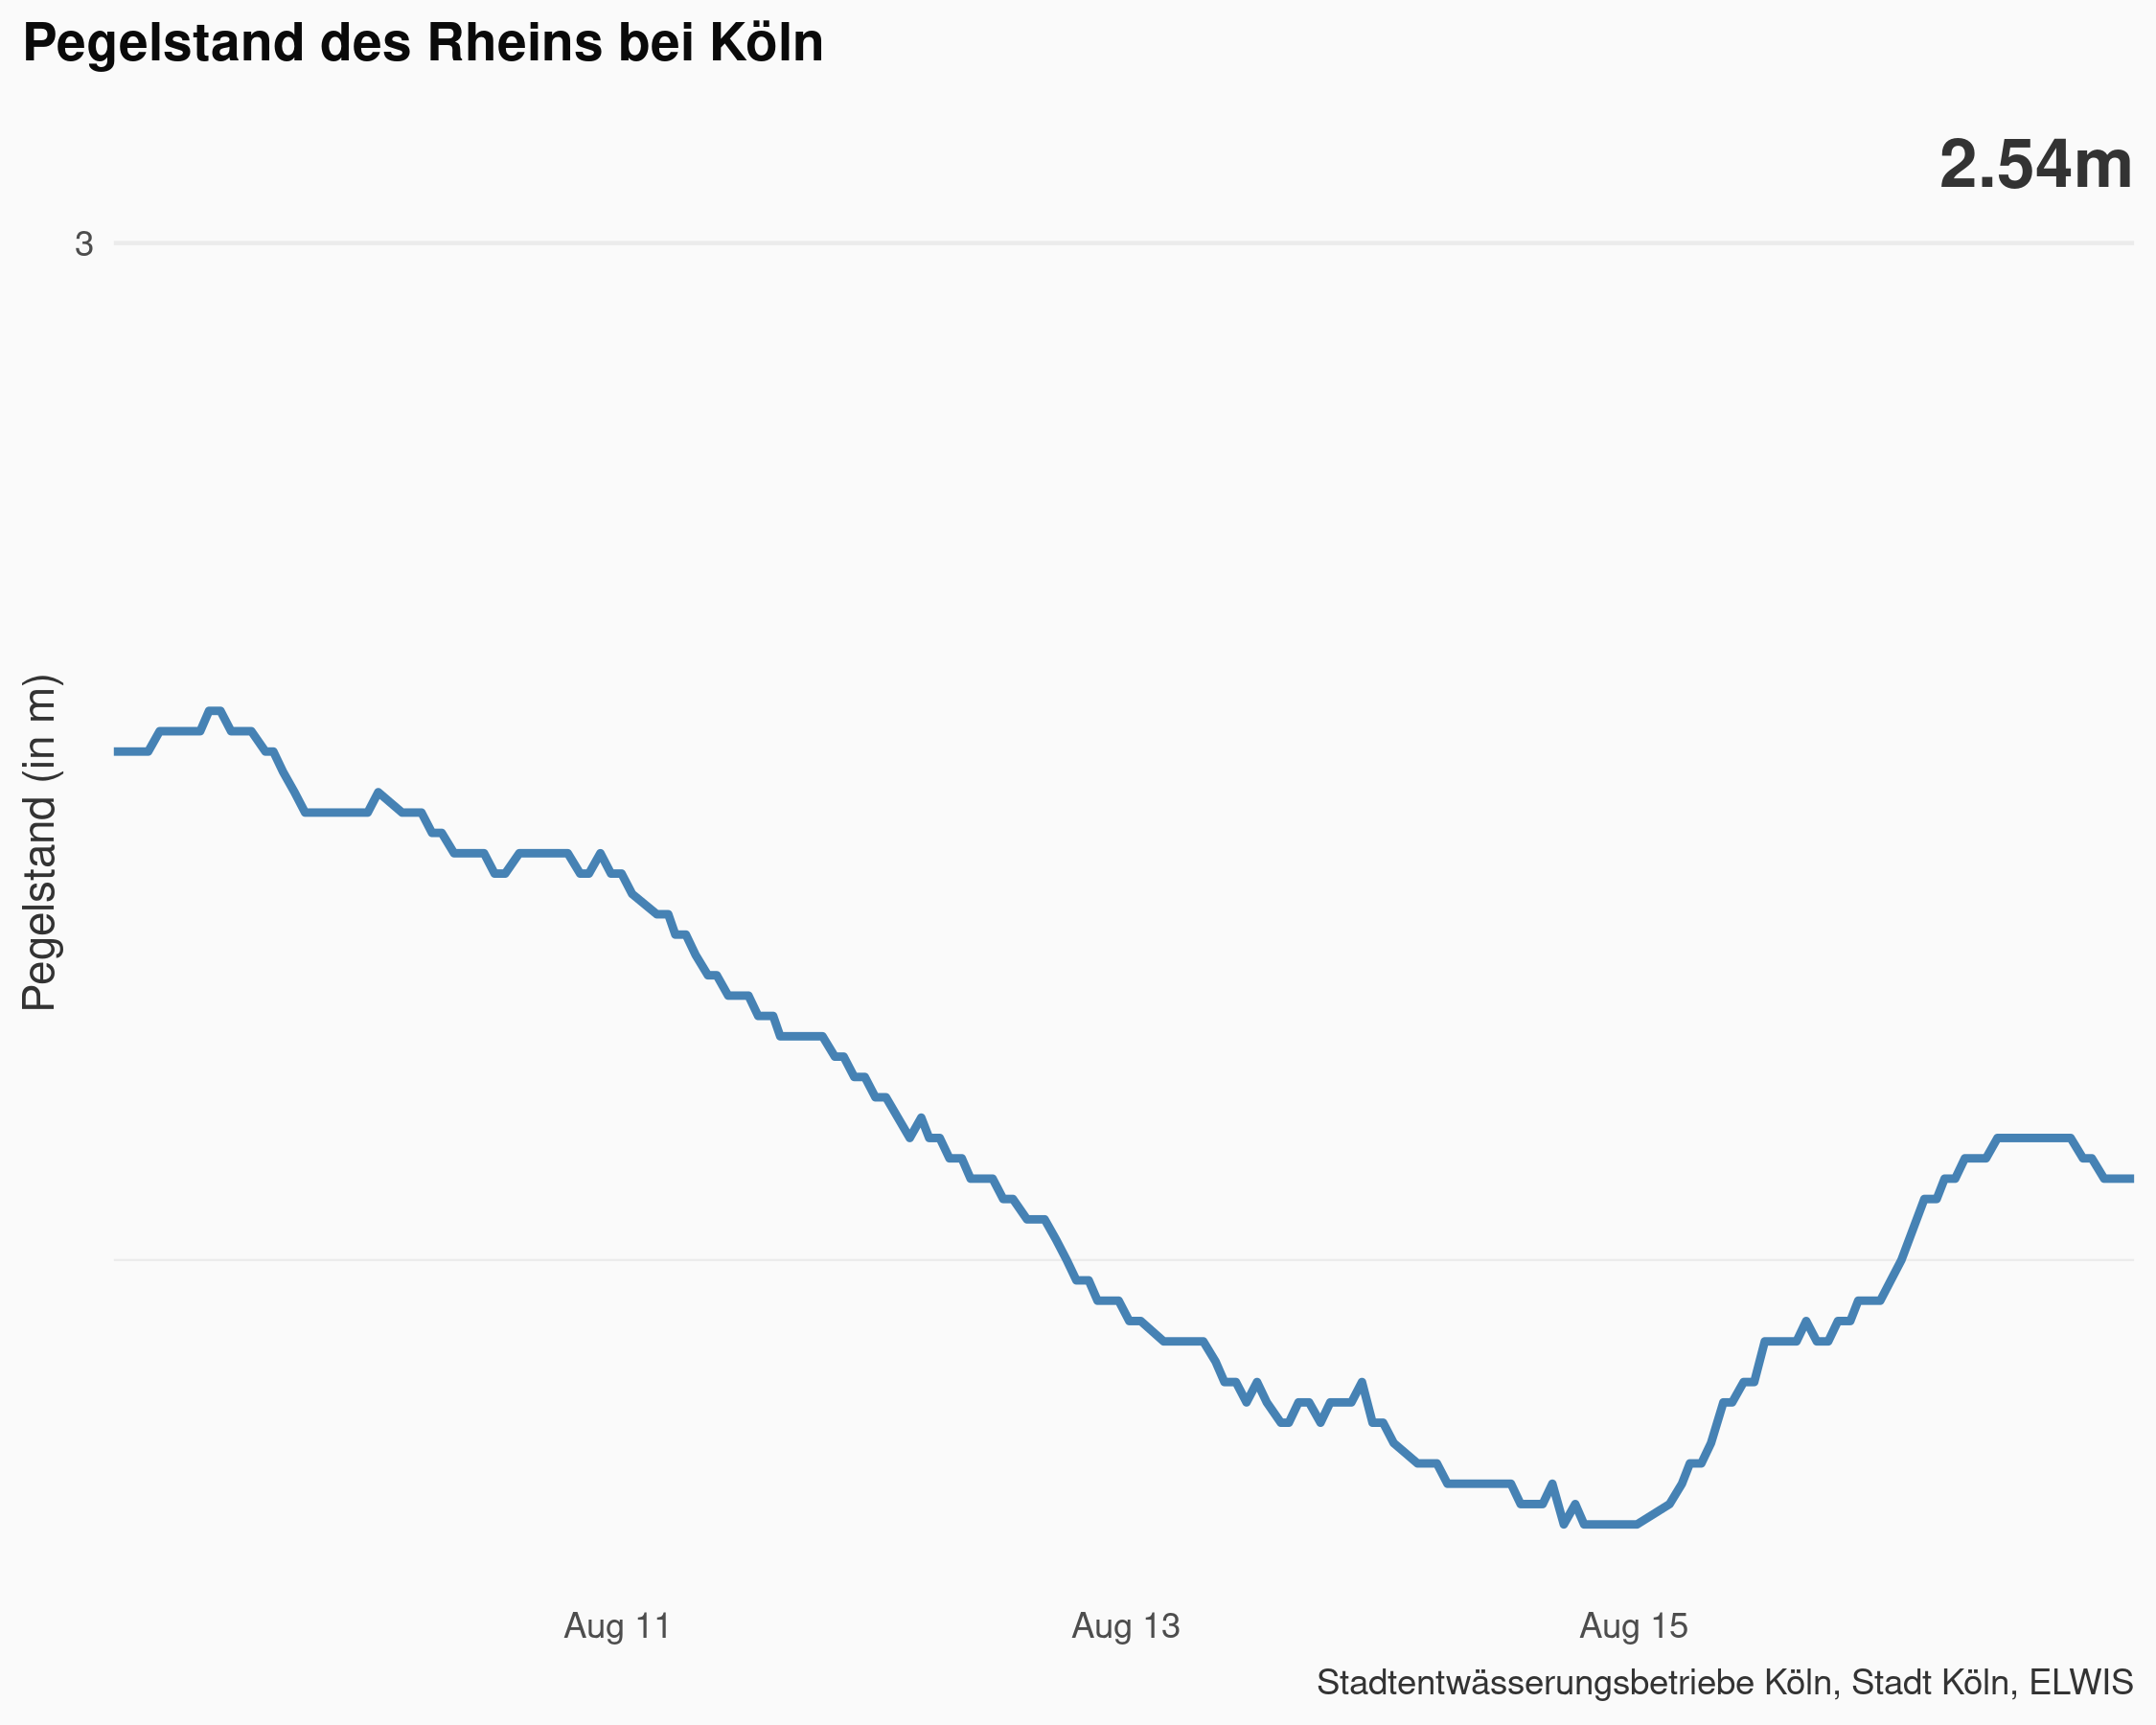 Pegelstand des Rheins bei Köln
2.54m
3
Pegelstand (in m)
Aug 11
Aug 13
Aug 15
Stadtentwässerungsbetriebe Köln, Stadt Köln, ELWIS